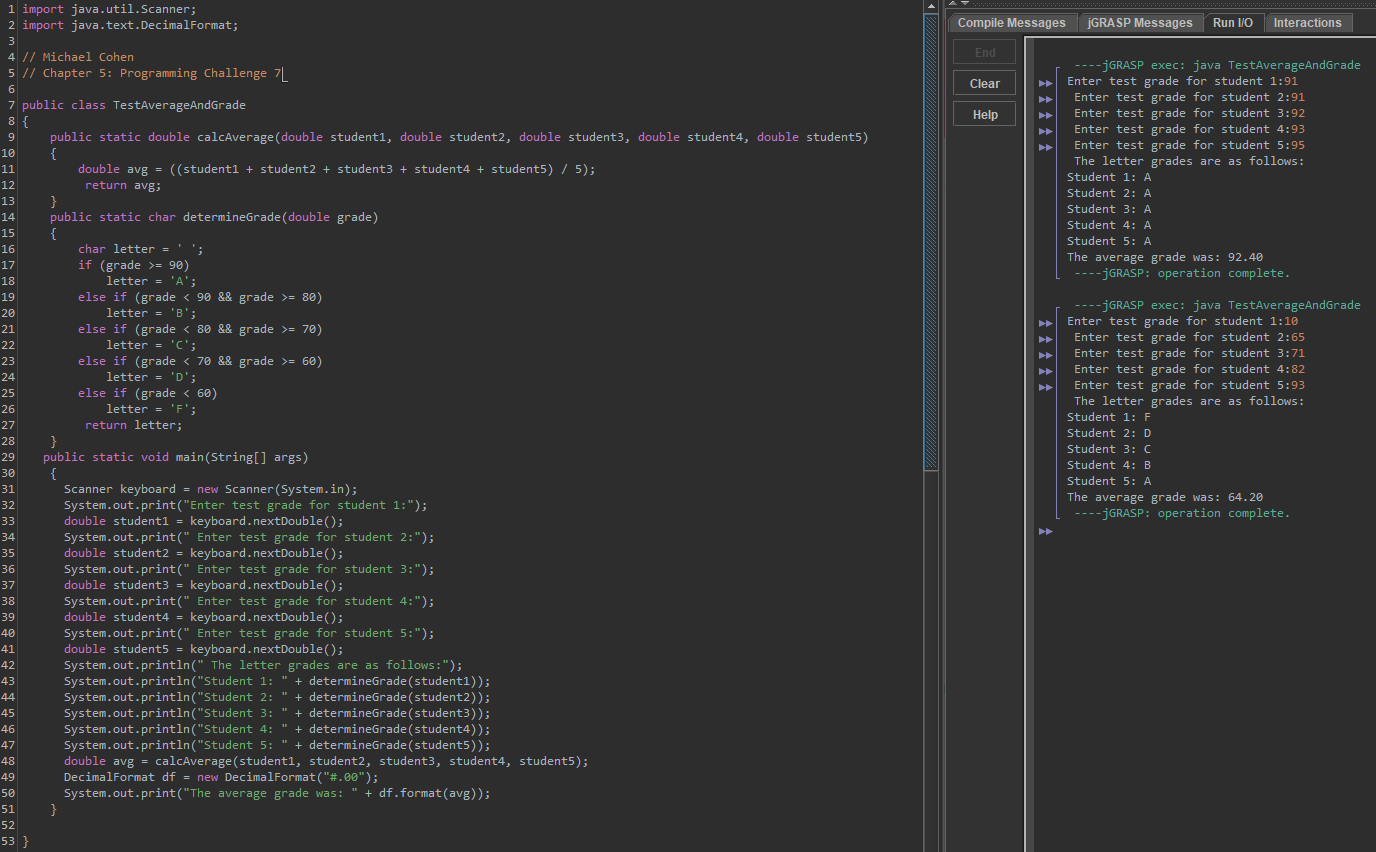 1 import java.util.Scanner;
2 import java.text.DecimalFormat;
3
4 // Michael Cohen
5 // Chapter 5: Programming Challenge 7
6
7 public class TestAverageAndGrade
8 {
9     public static double calcAverage(double student1, double student2, double student3, double student4, double student5)
10     {
11         double avg = ((student1 + student2 + student3 + student4 + student5) / 5);
12          return avg;
13     }
14     public static char determineGrade(double grade)
15     {
16         char letter = ' ';
17         if (grade >= 90)
18             letter = 'A';
19         else if (grade < 90 && grade >= 80)
20             letter = 'B';
21         else if (grade < 80 && grade >= 70)
22             letter = 'C';
23         else if (grade < 70 && grade >= 60)
24             letter = 'D';
25         else if (grade < 60)
26             letter = 'F';
27          return letter;
28     }
29    public static void main(String[] args)
30     {
31       Scanner keyboard = new Scanner(System.in);
32       System.out.print("Enter test grade for student 1:");
33       double student1 = keyboard.nextDouble();
34       System.out.print(" Enter test grade for student 2:");
35       double student2 = keyboard.nextDouble();
36       System.out.print(" Enter test grade for student 3:");
37       double student3 = keyboard.nextDouble();
38       System.out.print(" Enter test grade for student 4:");
39       double student4 = keyboard.nextDouble();
40       System.out.print(" Enter test grade for student 5:");
41       double student5 = keyboard.nextDouble();
42       System.out.println(" The letter grades are as follows:");
43       System.out.println("Student 1: " + determineGrade(student1));
44       System.out.println("Student 2: " + determineGrade(student2));
45       System.out.println("Student 3: " + determineGrade(student3));
46       System.out.println("Student 4: " + determineGrade(student4));
47       System.out.println("Student 5: " + determineGrade(student5));
48       double avg = calcAverage(student1, student2, student3, student4, student5);
49       DecimalFormat df = new DecimalFormat("#.00");
50       System.out.print("The average grade was: " + df.format(avg));
51     }
52
53 }
Compile Messages jGRASP Messages Run I/O Interactions
End
Clear
Help
 ----jGRASP exec: java TestAverageAndGrade
Enter test grade for student 1:91
 Enter test grade for student 2:91
 Enter test grade for student 3:92
 Enter test grade for student 4:93
 Enter test grade for student 5:95
 The letter grades are as follows:
Student 1: A
Student 2: A
Student 3: A
Student 4: A
Student 5: A
The average grade was: 92.40
 ----jGRASP: operation complete.
 ----jGRASP exec: java TestAverageAndGrade
Enter test grade for student 1:10
 Enter test grade for student 2:65
 Enter test grade for student 3:71
 Enter test grade for student 4:82
 Enter test grade for student 5:93
 The letter grades are as follows:
Student 1: F
Student 2: D
Student 3: C
Student 4: B
Student 5: A
The average grade was: 64.20
 ----jGRASP: operation complete.